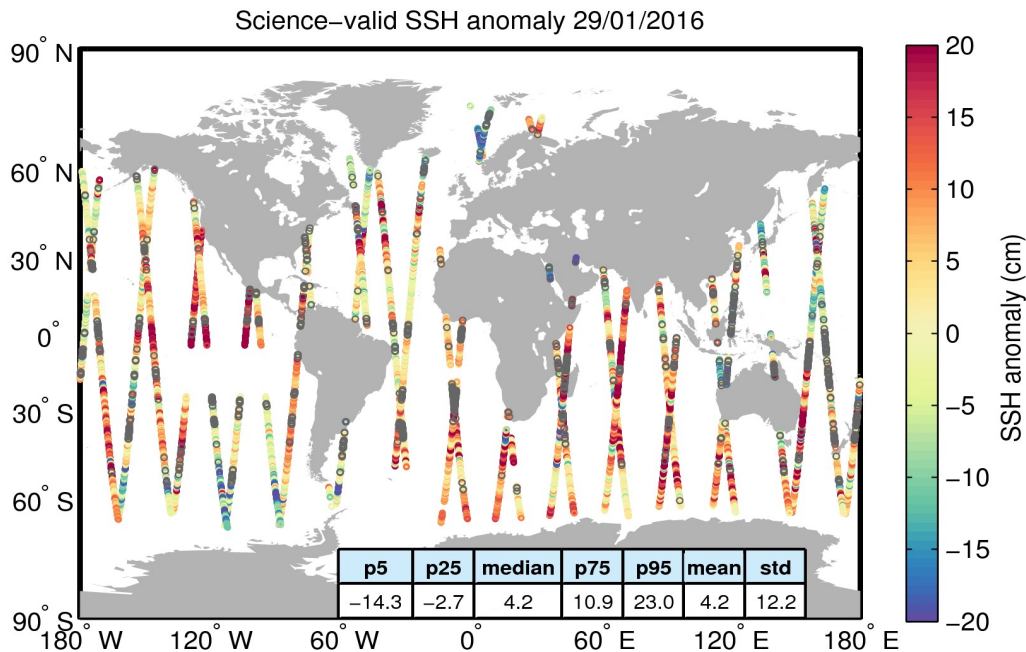 Science−valid SSH anomaly 29/01/2016
90° N
60° N
30° N
0°
30° S
60° S
90° S
180° W 120° W 60° W 0° 60° E 120° E 180° E
p5 p25 median p75 p95 mean std
−14.3 −2.7 4.2 10.9 23.0 4.2 12.2
20
15
10
5
0
−5
−10
−15
−20
SSH anomaly (cm)